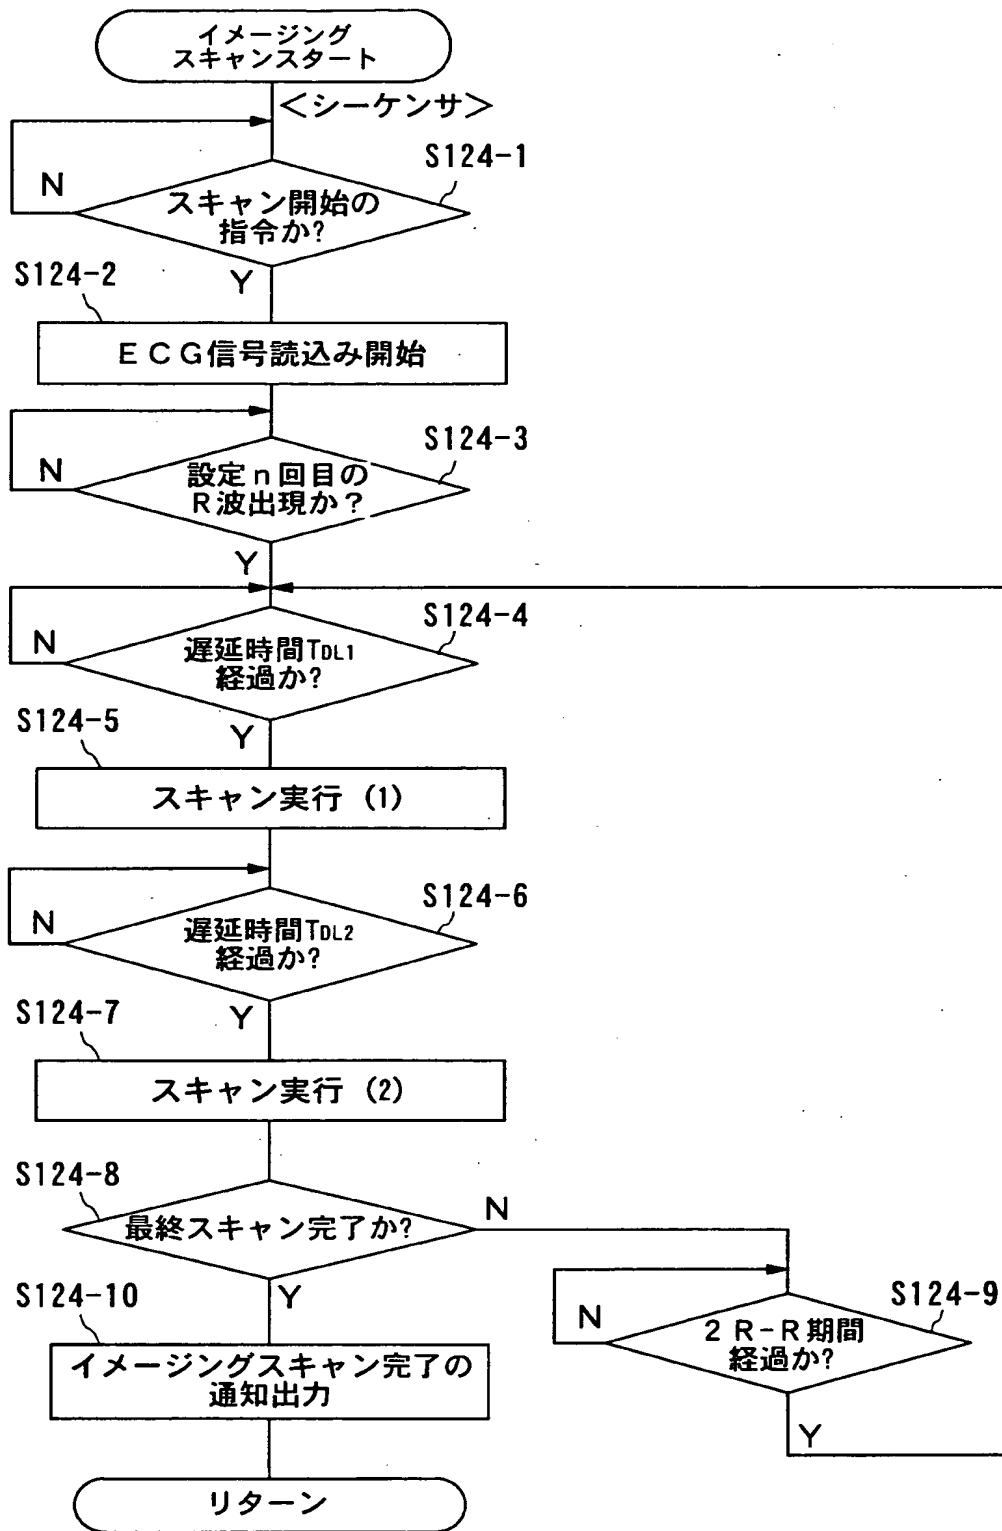 イメージング
スキャンスタート
<シーケンサ>
S124-1
N
スキャン開始の
指令か?
Y
S124-2
ECG信号読込み開始
S124-3
N
設定n回目の
R波出現か?
Y
S124-4
N
遅延時間TDL1
経過か?
Y
S124-5
スキャン実行 (1)
S124-6
N
遅延時間TDL2
経過か?
Y
S124-7
スキャン実行 (2)
S124-8
最終スキャン完了か?
N
Y
S124-9
N
2 R-R期間
経過か?
Y
S124-10
イメージングスキャン完了の
通知出力
リターン